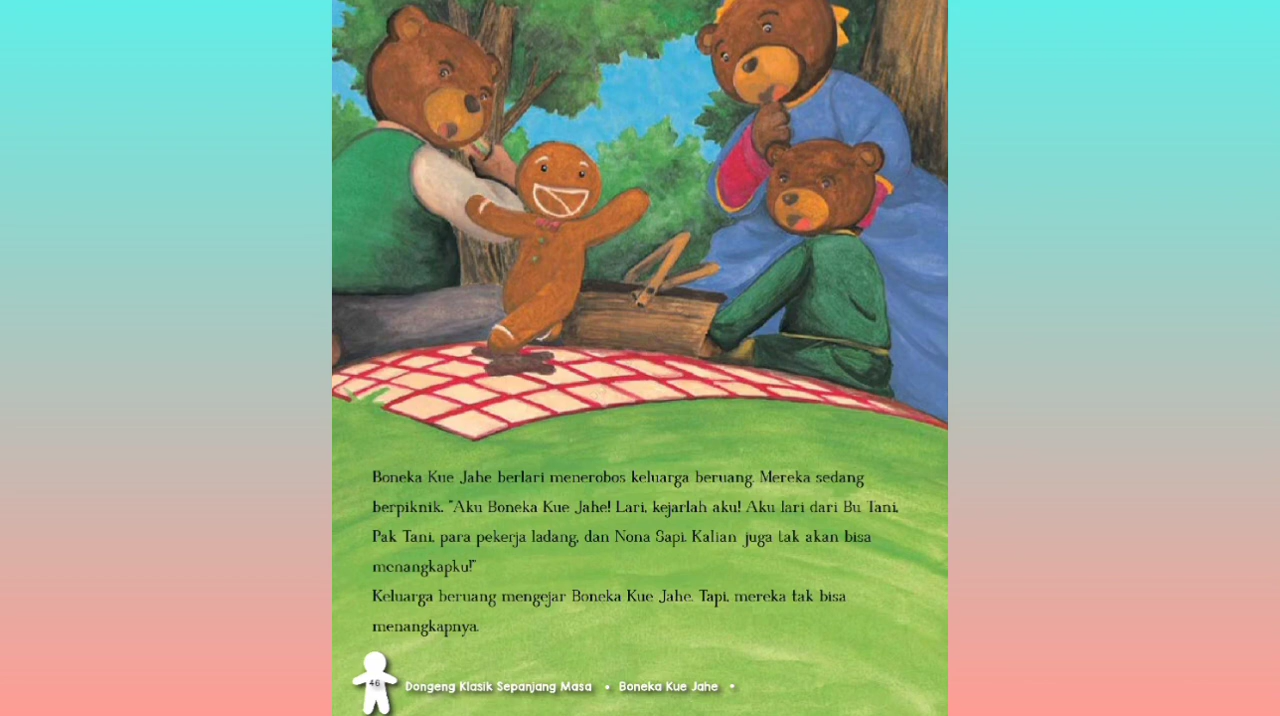 Boneka Kue Jahe berlari menerobos keluarga beruang. Mereka sedang
berpiknik. "Aku Boneka Kue Jahe! Lari, kejarlah aku! Aku lari dari Bu Tani,
Pak Tani, para pekerja ladang, dan Nona Sapi. Kalian juga tak akan bisa
menangkapku!"
Keluarga beruang mengejar Boneka Kue Jahe. Tapi, mereka tak bisa
menangkapnya.
46 Dongeng Klasik Sepanjang Masa • Boneka Kue Jahe •